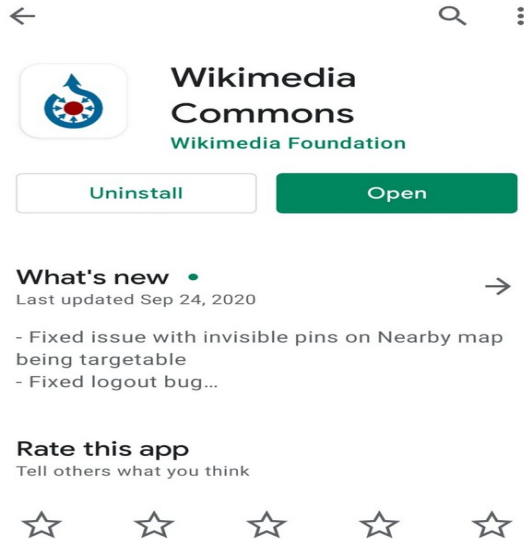 Wikimedia
Commons
Wikimedia Foundation
Uninstall
Open
What's new
Last updated Sep 24, 2020
- Fixed issue with invisible pins on Nearby map
being targetable
- Fixed logout bug...
Rate this app
Tell others what you think